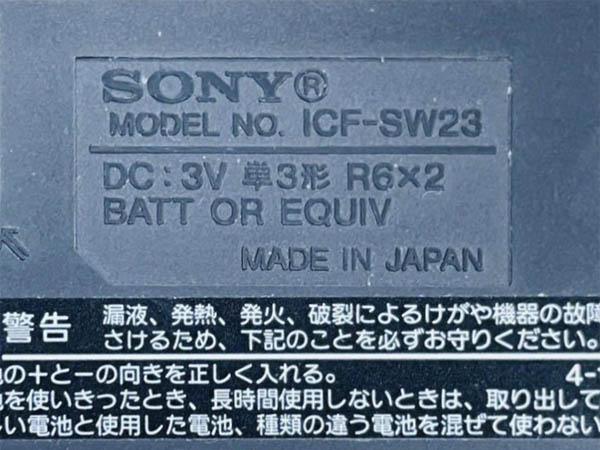 SONY®
MODEL NO. ICF-SW23
DC: 3V 単3形 R6×2
BATT OR EQUIV
MADE IN JAPAN
警告
漏液、発熱、発火、破裂によるけがや機器の故障
さけるため、下記のことを必ずお守りください。
の+と−の向きを正しく入れる。 4-
を使いきったとき、長時間使用しないときは、取り出して
い電池と使用した電池、種類の違う電池を混ぜて使わない